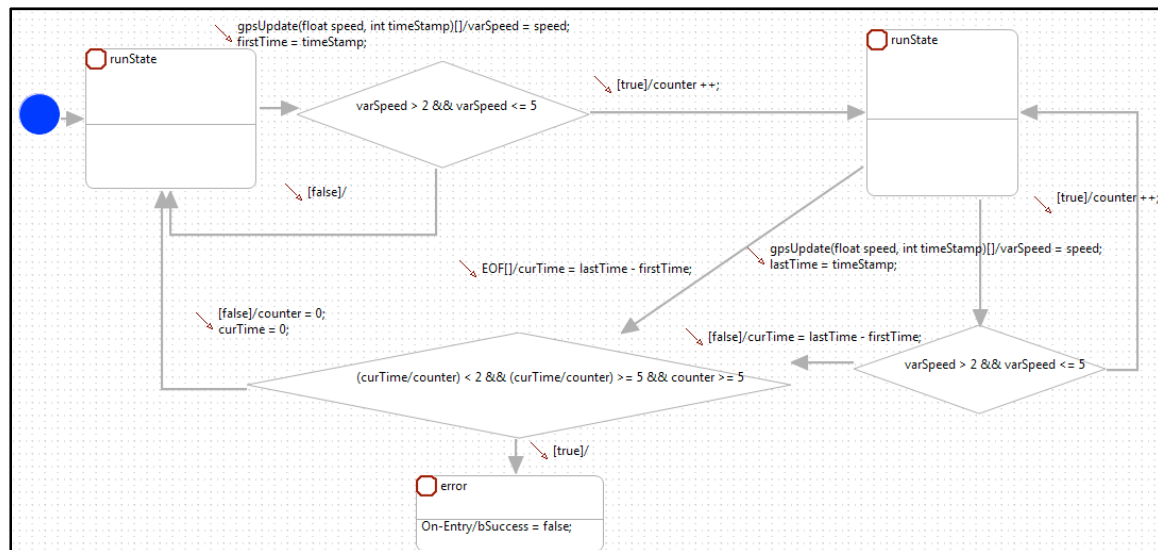 gpsUpdate(float speed, int timeStamp)[]/varSpeed = speed;
firstTime = timeStamp;
runState
runState
varSpeed > 2 && varSpeed <= 5
[true]/counter ++;
[false]/
[true]/counter ++;
gpsUpdate(float speed, int timeStamp)[]/varSpeed = speed;
lastTime = timeStamp;
EOF[]/curTime = lastTime - firstTime;
[false]/counter = 0;
curTime = 0;
[false]/curTime = lastTime - firstTime;
varSpeed > 2 && varSpeed <= 5
(curTime/counter) < 2 && (curTime/counter) >= 5 && counter >= 5
[true]/
error
On-Entry/bSuccess = false;